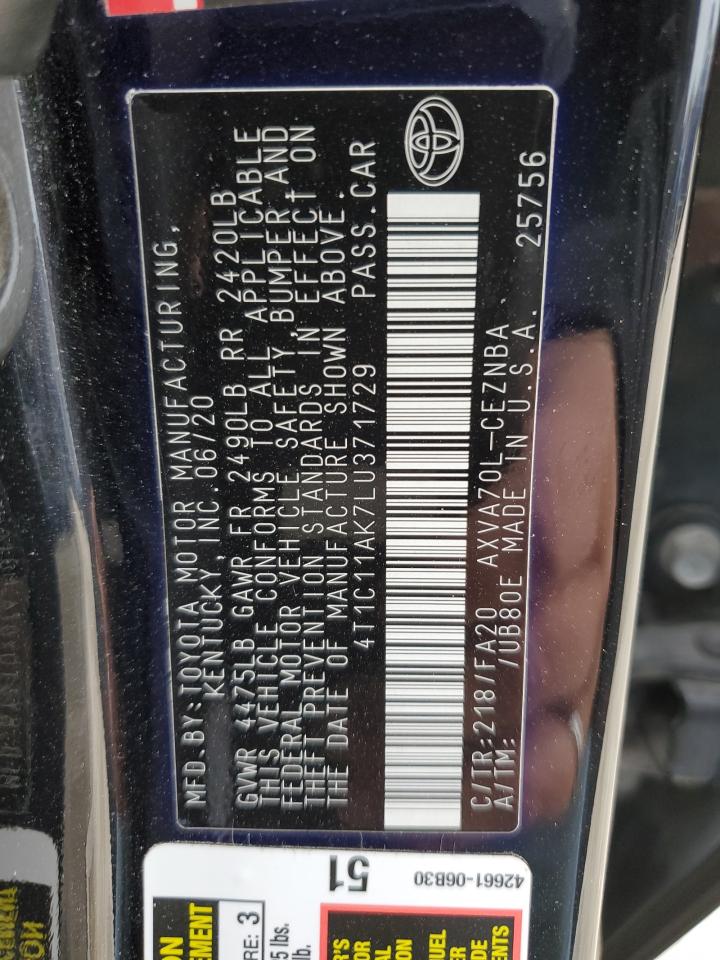 MFD.BY:TOYOTA MOTOR MANUFACTURING,
KENTUCKY, INC. 06/20
GVWR 4475LB GAWR FR 2490LB RR 2420LB
THIS VEHICLE CONFORMS TO ALL APPLICABLE
FEDERAL MOTOR VEHICLE SAFETY, BUMPER AND
THEFT PREVENTION STANDARDS IN EFFECT ON
THE DATE OF MANUFACTURE SHOWN ABOVE.
4T1C11AK7LU371729 PASS.CAR
C/TR:218/FA20 AXVA70L-CEZNBA
A/TM: /UB80E MADE IN U.S.A. 25756
51
42661-06B30